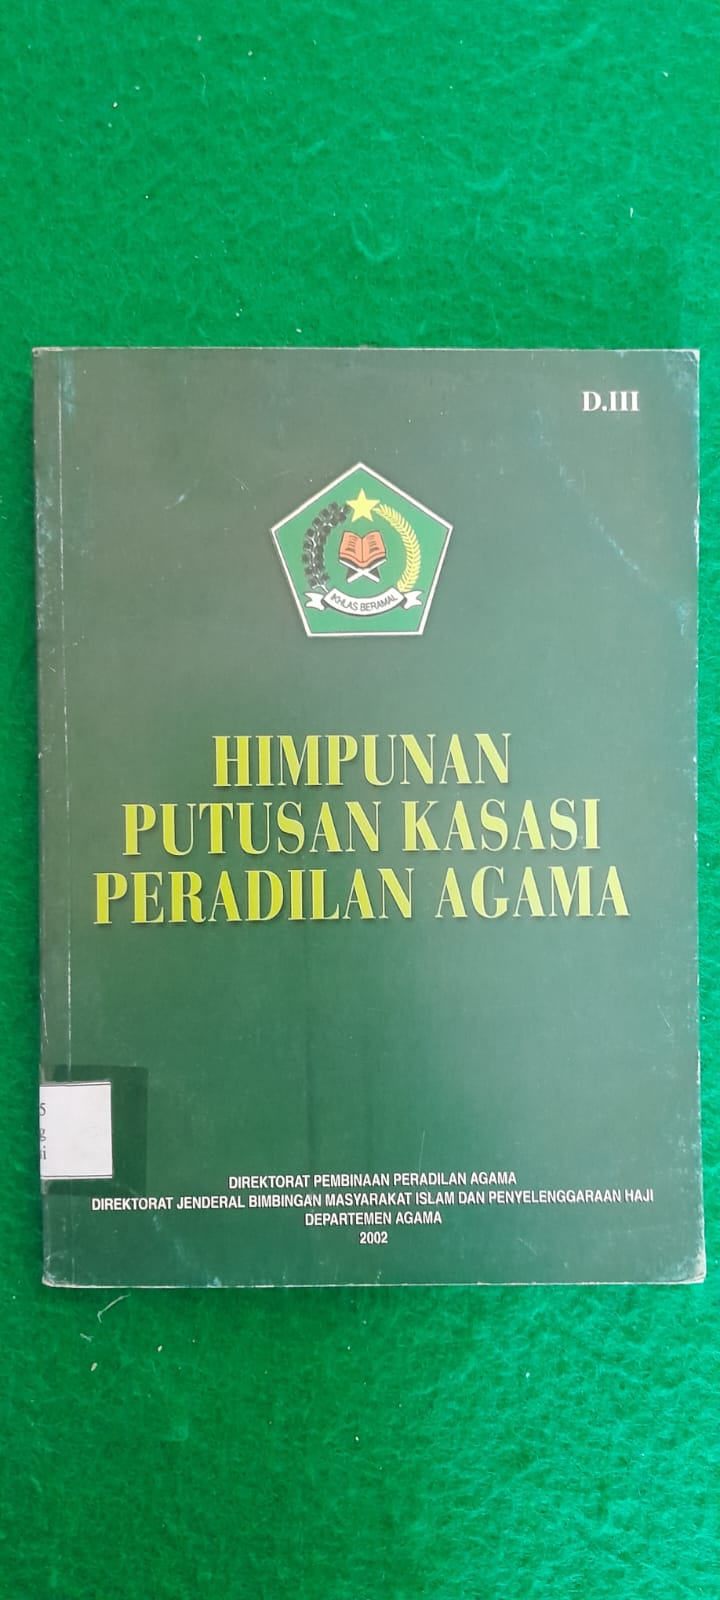 D.III
IKHLAS BERAMAL
HIMPUNAN
PUTUSAN KASASI
PERADILAN AGAMA
DIREKTORAT PEMBINAAN PERADILAN AGAMA
DIREKTORAT JENDERAL BIMBINGAN MASYARAKAT ISLAM DAN PENYELENGGARAAN HAJI
DEPARTEMEN AGAMA
2002